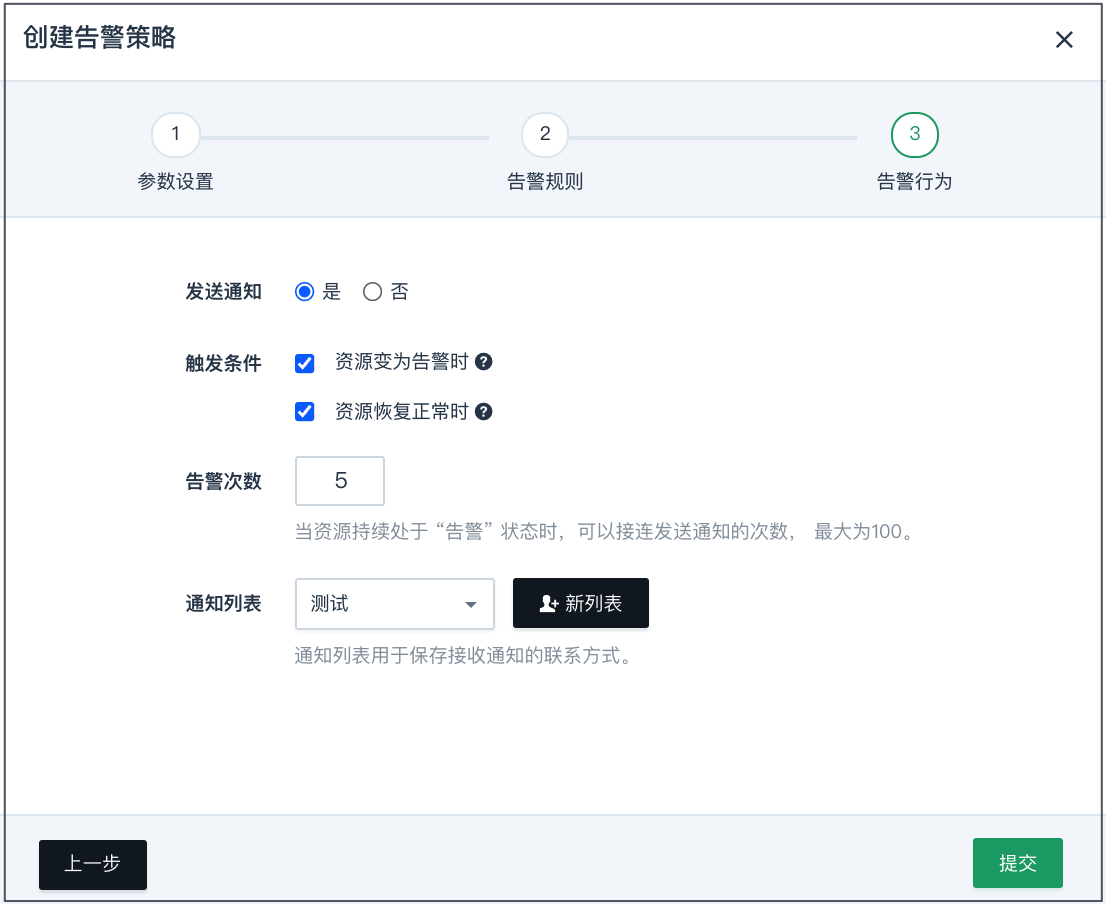 创建告警策略
1 2 3
参数设置 告警规则 告警行为
发送通知 是 否
触发条件 资源变为告警时 ?
资源恢复正常时 ?
告警次数 5
当资源持续处于“告警”状态时，可以接连发送通知的次数， 最大为100。
通知列表 测试 新列表
通知列表用于保存接收通知的联系方式。
上一步 提交